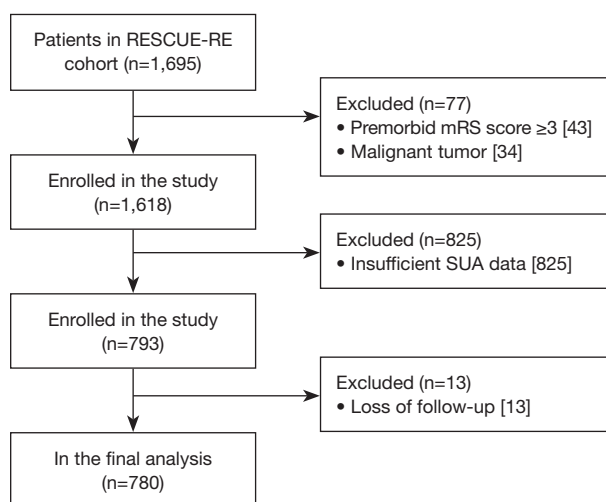 Patients in RESCUE-RE
cohort (n=1,695)
Excluded (n=77)
• Premorbid mRS score ≥3 [43]
• Malignant tumor [34]
Enrolled in the study
(n=1,618)
Excluded (n=825)
• Insufficient SUA data [825]
Enrolled in the study
(n=793)
Excluded (n=13)
• Loss of follow-up [13]
In the final analysis
(n=780)